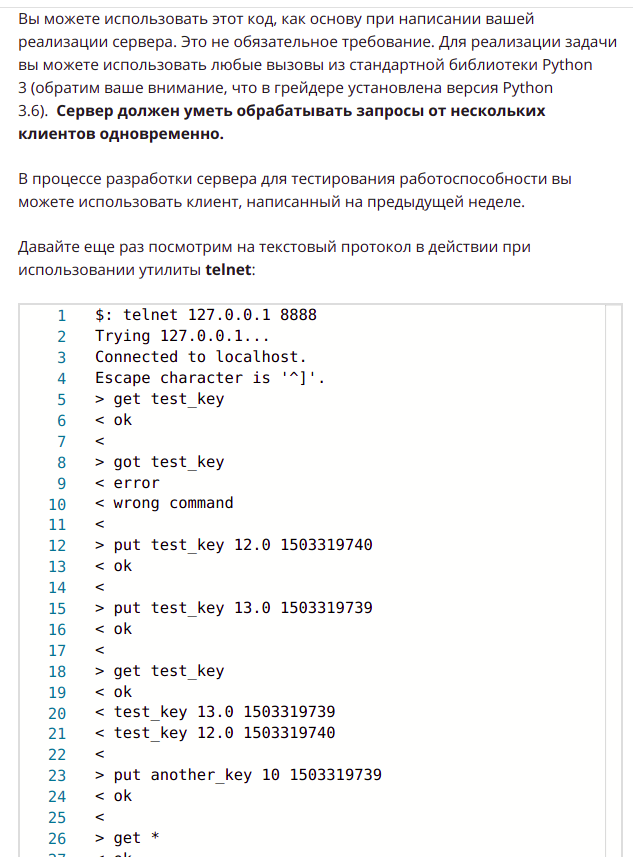 Вы можете использовать этот код, как основу при написании вашей
реализации сервера. Это не обязательное требование. Для реализации задачи
вы можете использовать любые вызовы из стандартной библиотеки Python
3 (обратим ваше внимание, что в грейдере установлена версия Python
3.6). Сервер должен уметь обрабатывать запросы от нескольких
клиентов одновременно.
В процессе разработки сервера для тестирования работоспособности вы
можете использовать клиент, написанный на предыдущей неделе.
Давайте еще раз посмотрим на текстовый протокол в действии при
использовании утилиты telnet:
1 $: telnet 127.0.0.1 8888
2 Trying 127.0.0.1...
3 Connected to localhost.
4 Escape character is '^]'.
5 > get test_key
6 < ok
7 <
8 > got test_key
9 < error
10 < wrong command
11 <
12 > put test_key 12.0 1503319740
13 < ok
14 <
15 > put test_key 13.0 1503319739
16 < ok
17 <
18 > get test_key
19 < ok
20 < test_key 13.0 1503319739
21 < test_key 12.0 1503319740
22 <
23 > put another_key 10 1503319739
24 < ok
25 <
26 > get *